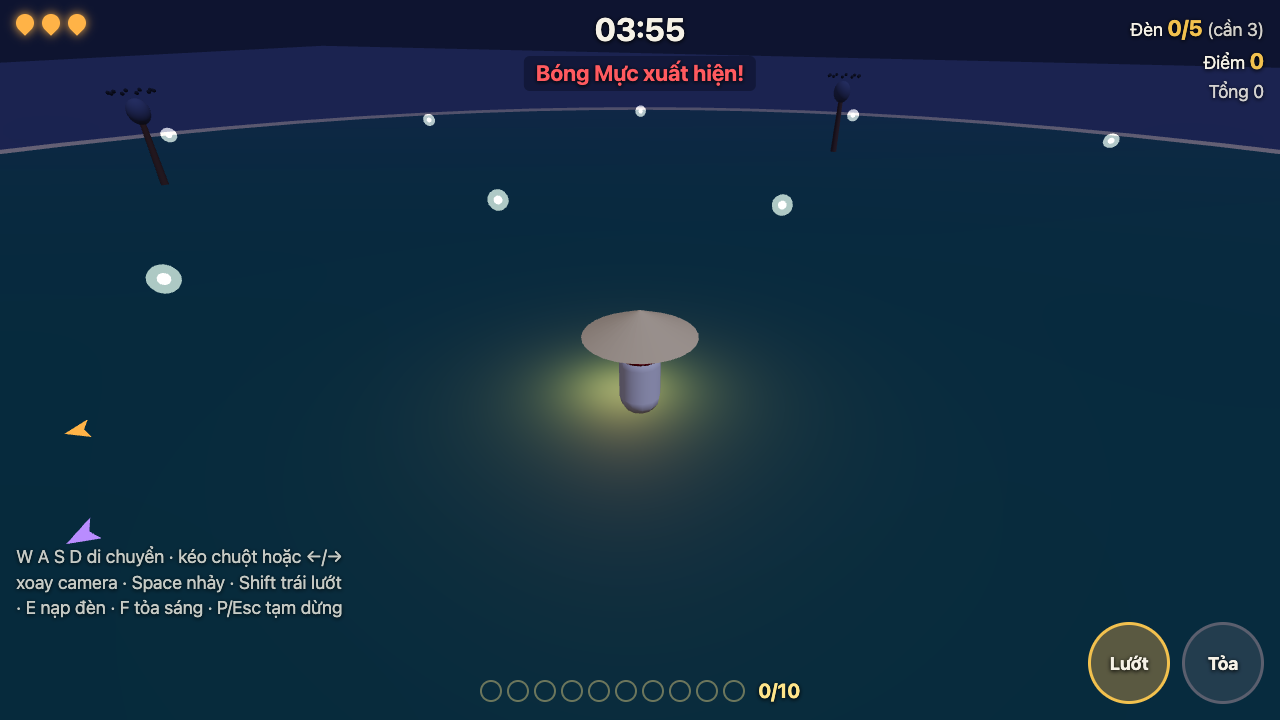 03:55
Đèn 0/5 (cần 3)
Bóng Mực xuất hiện!
Điểm 0
Tổng 0
W A S D di chuyển · kéo chuột hoặc ←/→
xoay camera · Space nhảy · Shift trái lướt
· E nạp đèn · F tỏa sáng · P/Esc tạm dừng
Lướt
Tỏa
0/10